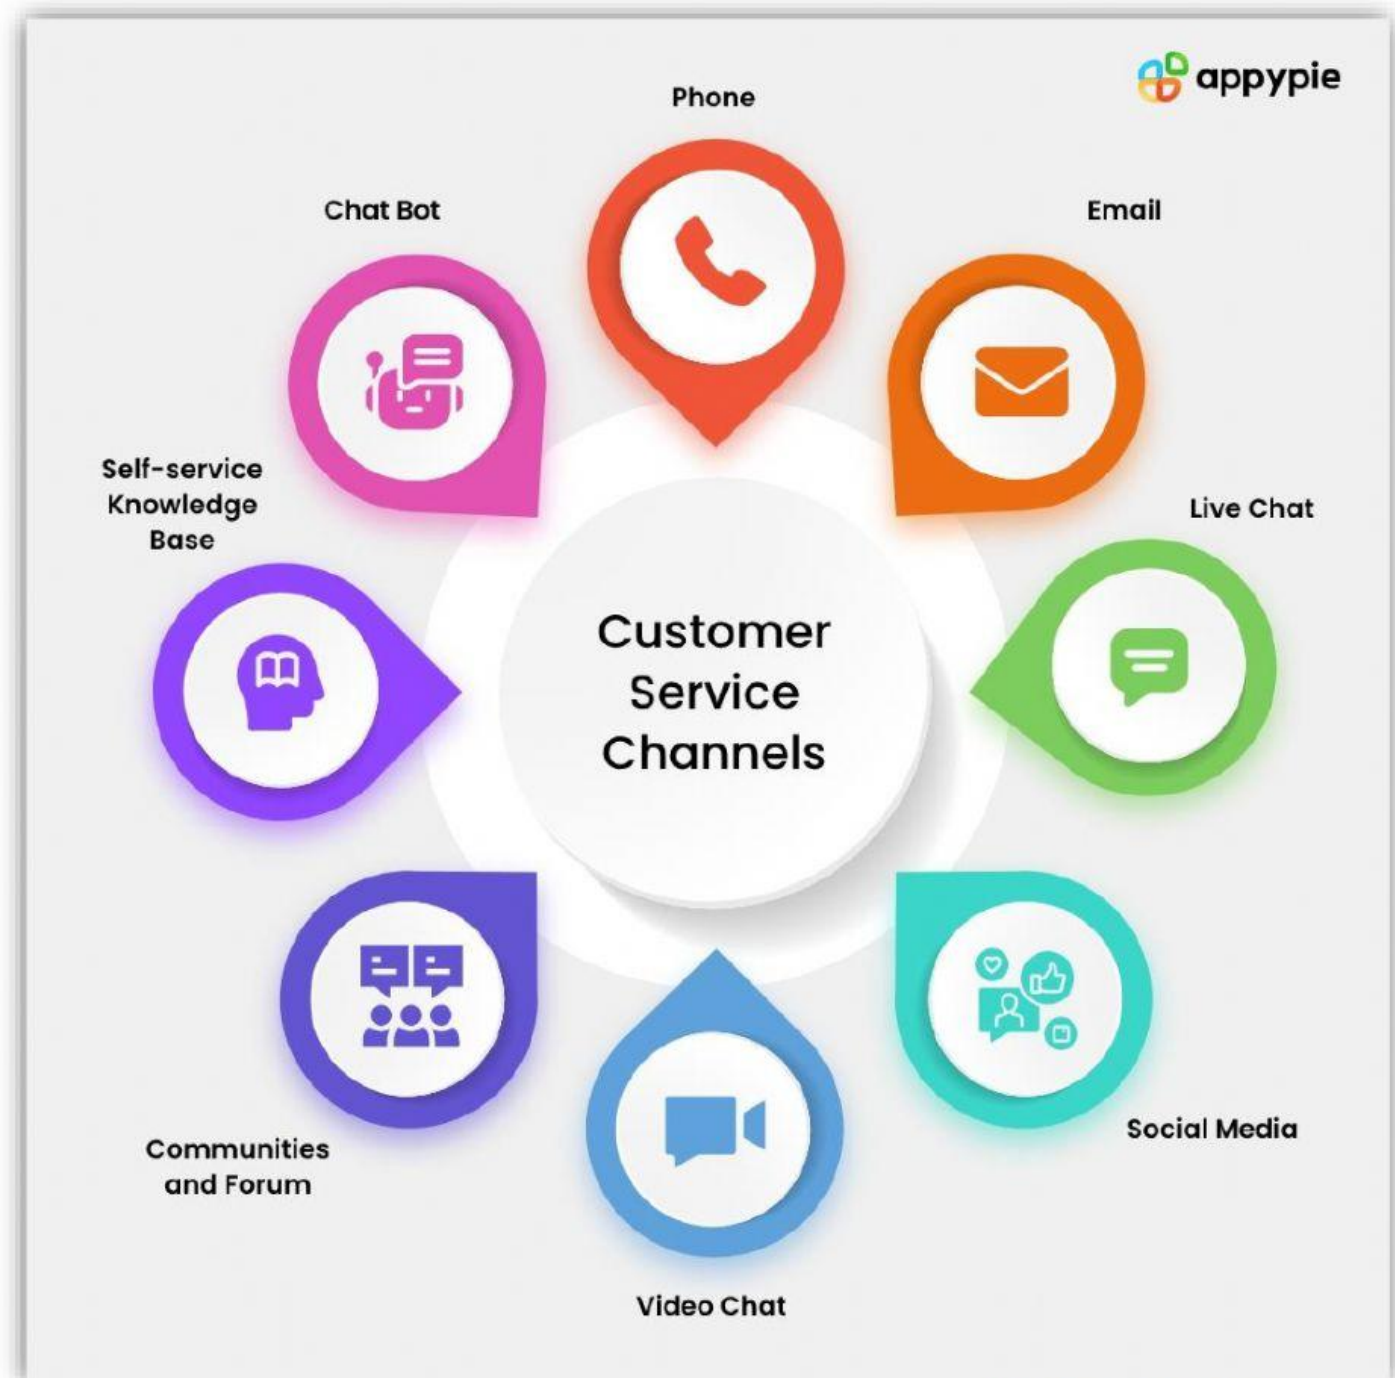 appypie
Phone
Chat Bot
Email
Self-service
Knowledge
Base
Live Chat
Customer
Service
Channels
Communities
and Forum
Social Media
Video Chat